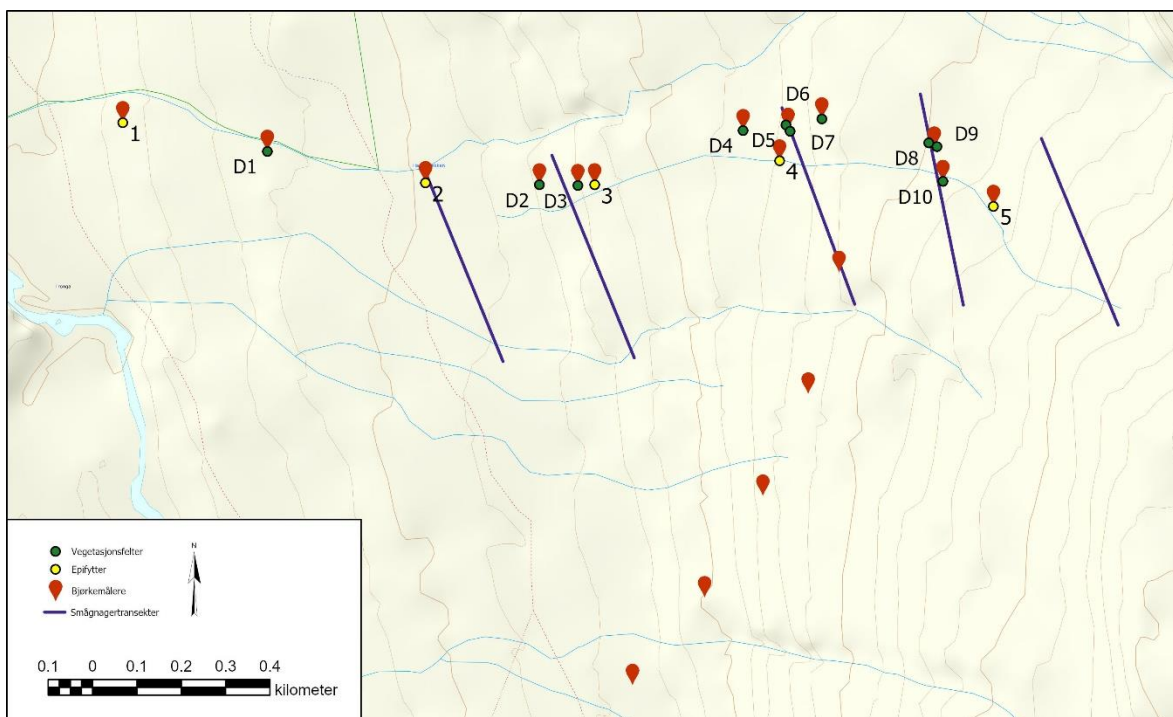 1
D1
2
D2
D3
3
D4
D5
D6
D7
4
D8
D9
D10
5
Vegetasjonsfelter
Epifytter
Bjørkemålere
Smågnagertransekter
N
0.1 0 0.1 0.2 0.3 0.4
kilometer